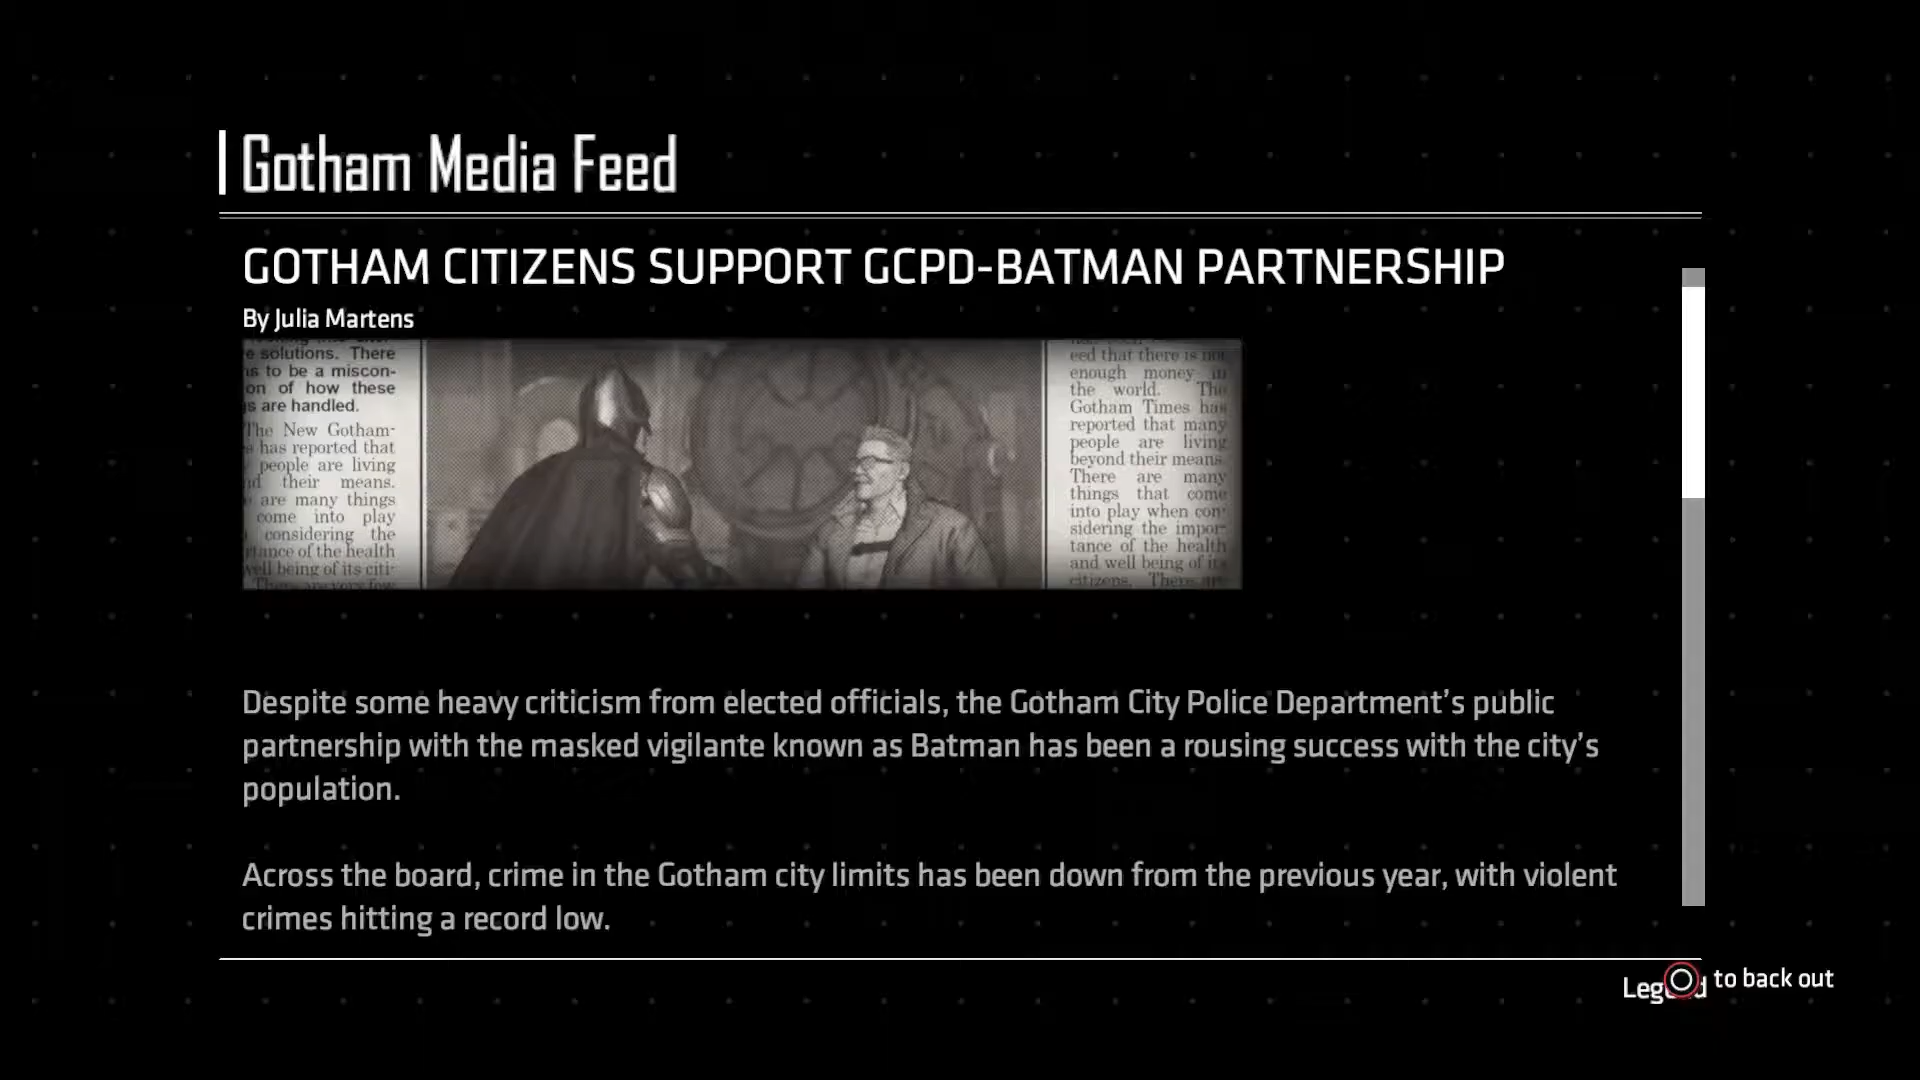 Gotham Media Feed
GOTHAM CITIZENS SUPPORT GCPD-BATMAN PARTNERSHIP
By Julia Martens
e solutions. There
s to be a miscon-
on of how these
s are handled.
The New Gotham-
has reported that
people are living
their means.
are many things
come into play
considering the
tance of the health
well being of its citi-
There are very few
eed that there is not
enough money in
the world. The
Gotham Times has
reported that many
people are living
beyond their means.
There are many
things that come
into play when con-
sidering the impor-
tance of the health
and well being of its
citizens. There are
Despite some heavy criticism from elected officials, the Gotham City Police Department’s public
partnership with the masked vigilante known as Batman has been a rousing success with the city’s
population.
Across the board, crime in the Gotham city limits has been down from the previous year, with violent
crimes hitting a record low.
to back out